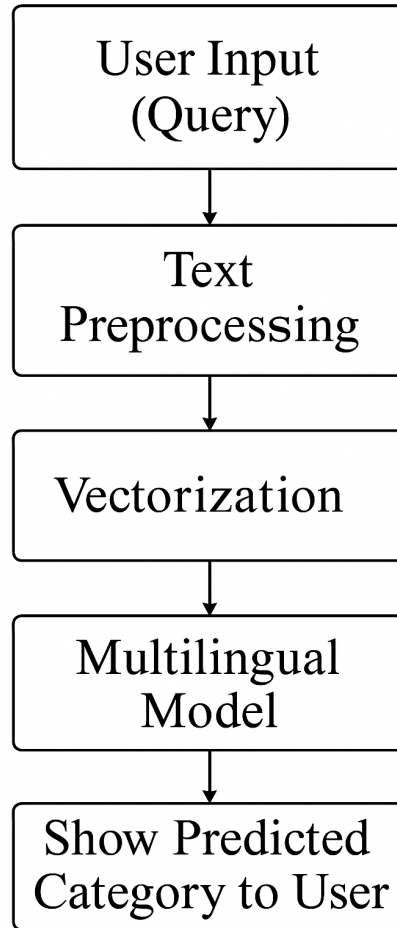 User Input
(Query)
Text
Preprocessing
Vectorization
Multilingual
Model
Show Predicted
Category to User